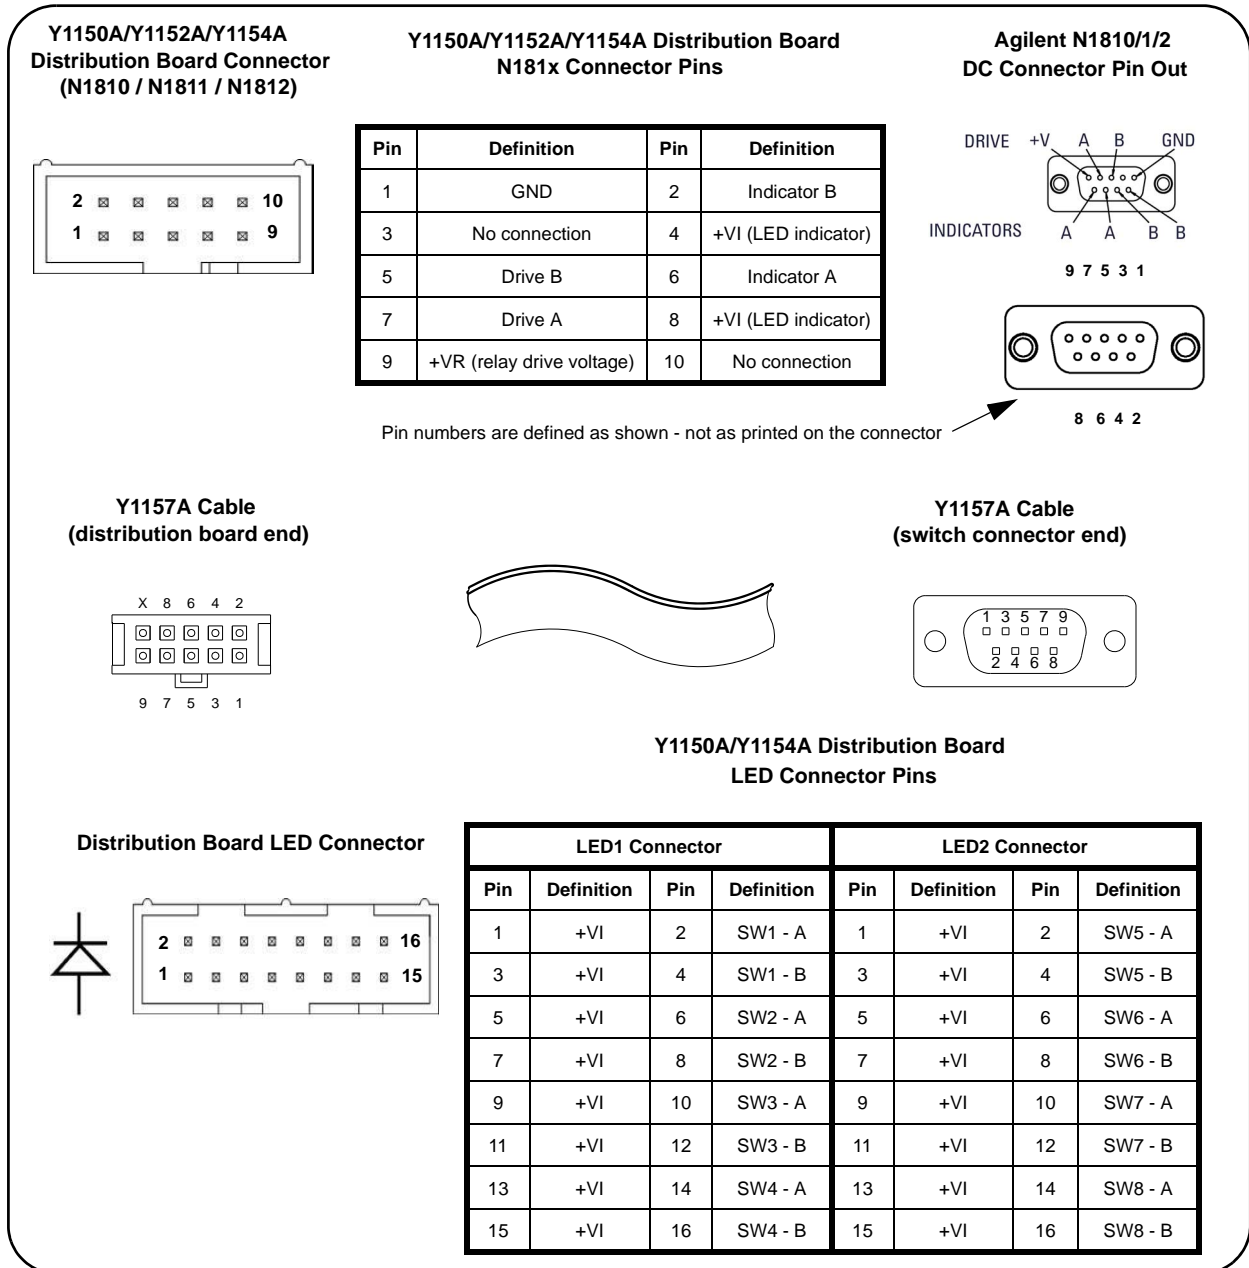 Y1150A/Y1152A/Y1154A
Distribution Board Connector
(N1810 / N1811 / N1812)
2 10
1 9
Y1150A/Y1152A/Y1154A Distribution Board
N181x Connector Pins
Pin Definition Pin Definition
1 GND 2 Indicator B
3 No connection 4 +VI (LED indicator)
5 Drive B 6 Indicator A
7 Drive A 8 +VI (LED indicator)
9 +VR (relay drive voltage) 10 No connection
Agilent N1810/1/2
DC Connector Pin Out
DRIVE +V A B GND
INDICATORS A A B B
9 7 5 3 1
8 6 4 2
Pin numbers are defined as shown - not as printed on the connector
Y1157A Cable
(distribution board end)
X 8 6 4 2
9 7 5 3 1
Y1157A Cable
(switch connector end)
1 3 5 7 9
2 4 6 8
Y1150A/Y1154A Distribution Board
LED Connector Pins
Distribution Board LED Connector
2 16
1 15
LED1 Connector LED2 Connector
Pin Definition Pin Definition Pin Definition Pin Definition
1 +VI 2 SW1 - A 1 +VI 2 SW5 - A
3 +VI 4 SW1 - B 3 +VI 4 SW5 - B
5 +VI 6 SW2 - A 5 +VI 6 SW6 - A
7 +VI 8 SW2 - B 7 +VI 8 SW6 - B
9 +VI 10 SW3 - A 9 +VI 10 SW7 - A
11 +VI 12 SW3 - B 11 +VI 12 SW7 - B
13 +VI 14 SW4 - A 13 +VI 14 SW8 - A
15 +VI 16 SW4 - B 15 +VI 16 SW8 - B